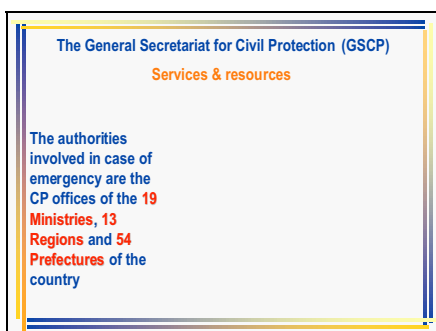 The General Secretariat for Civil Protection (GSCP)
Services & resources
The authorities
involved in case of
emergency are the
CP offices of the 19
Ministries, 13
Regions and 54
Prefectures of the
country